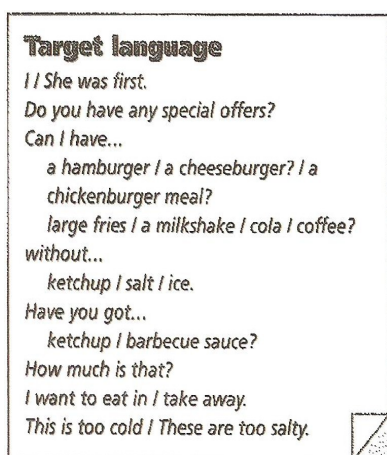 Target language
I / She was first.
Do you have any special offers?
Can I have...
a hamburger / a cheeseburger? / a
chickenburger meal?
large fries / a milkshake / cola / coffee?
without...
ketchup / salt / ice.
Have you got...
ketchup / barbecue sauce?
How much is that?
I want to eat in / take away.
This is too cold / These are too salty.